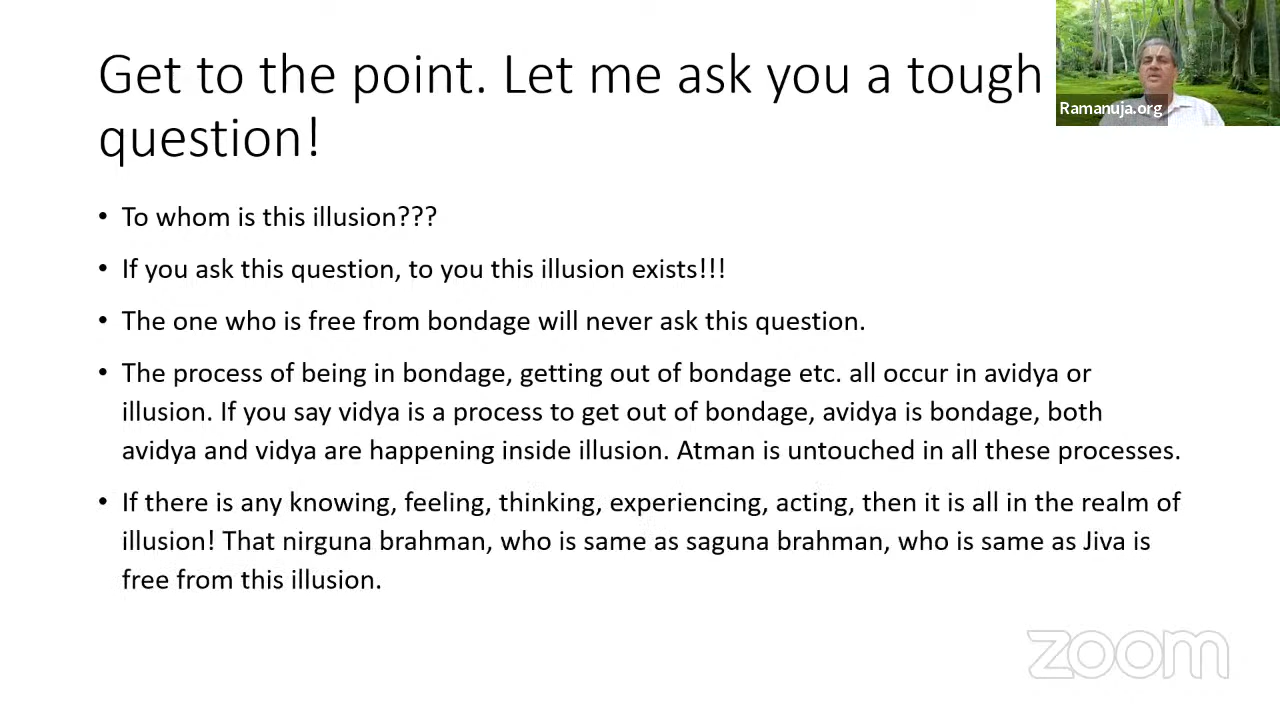 Get to the point. Let me ask you a tough
question!
Ramanuja.org
• To whom is this illusion???
• If you ask this question, to you this illusion exists!!!
• The one who is free from bondage will never ask this question.
• The process of being in bondage, getting out of bondage etc. all occur in avidya or
illusion. If you say vidya is a process to get out of bondage, avidya is bondage, both
avidya and vidya are happening inside illusion. Atman is untouched in all these processes.
• If there is any knowing, feeling, thinking, experiencing, acting, then it is all in the realm of
illusion! That nirguna brahman, who is same as saguna brahman, who is same as Jiva is
free from this illusion.
zoom